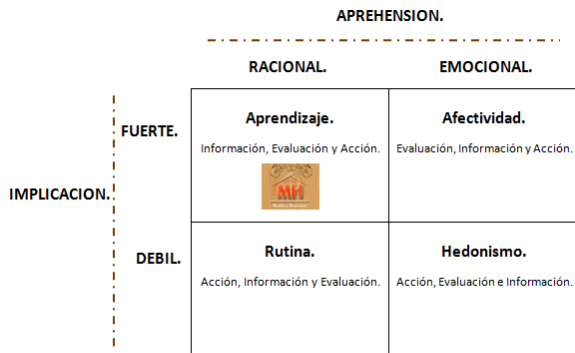 APREHENSION.
RACIONAL. EMOCIONAL.
IMPLICACION.
FUERTE.
Aprendizaje.
Información, Evaluación y Acción.
MH
Afectividad.
Evaluación, Información y Acción.
DEBIL.
Rutina.
Acción, Información y Evaluación.
Hedonismo.
Acción, Evaluación e Información.